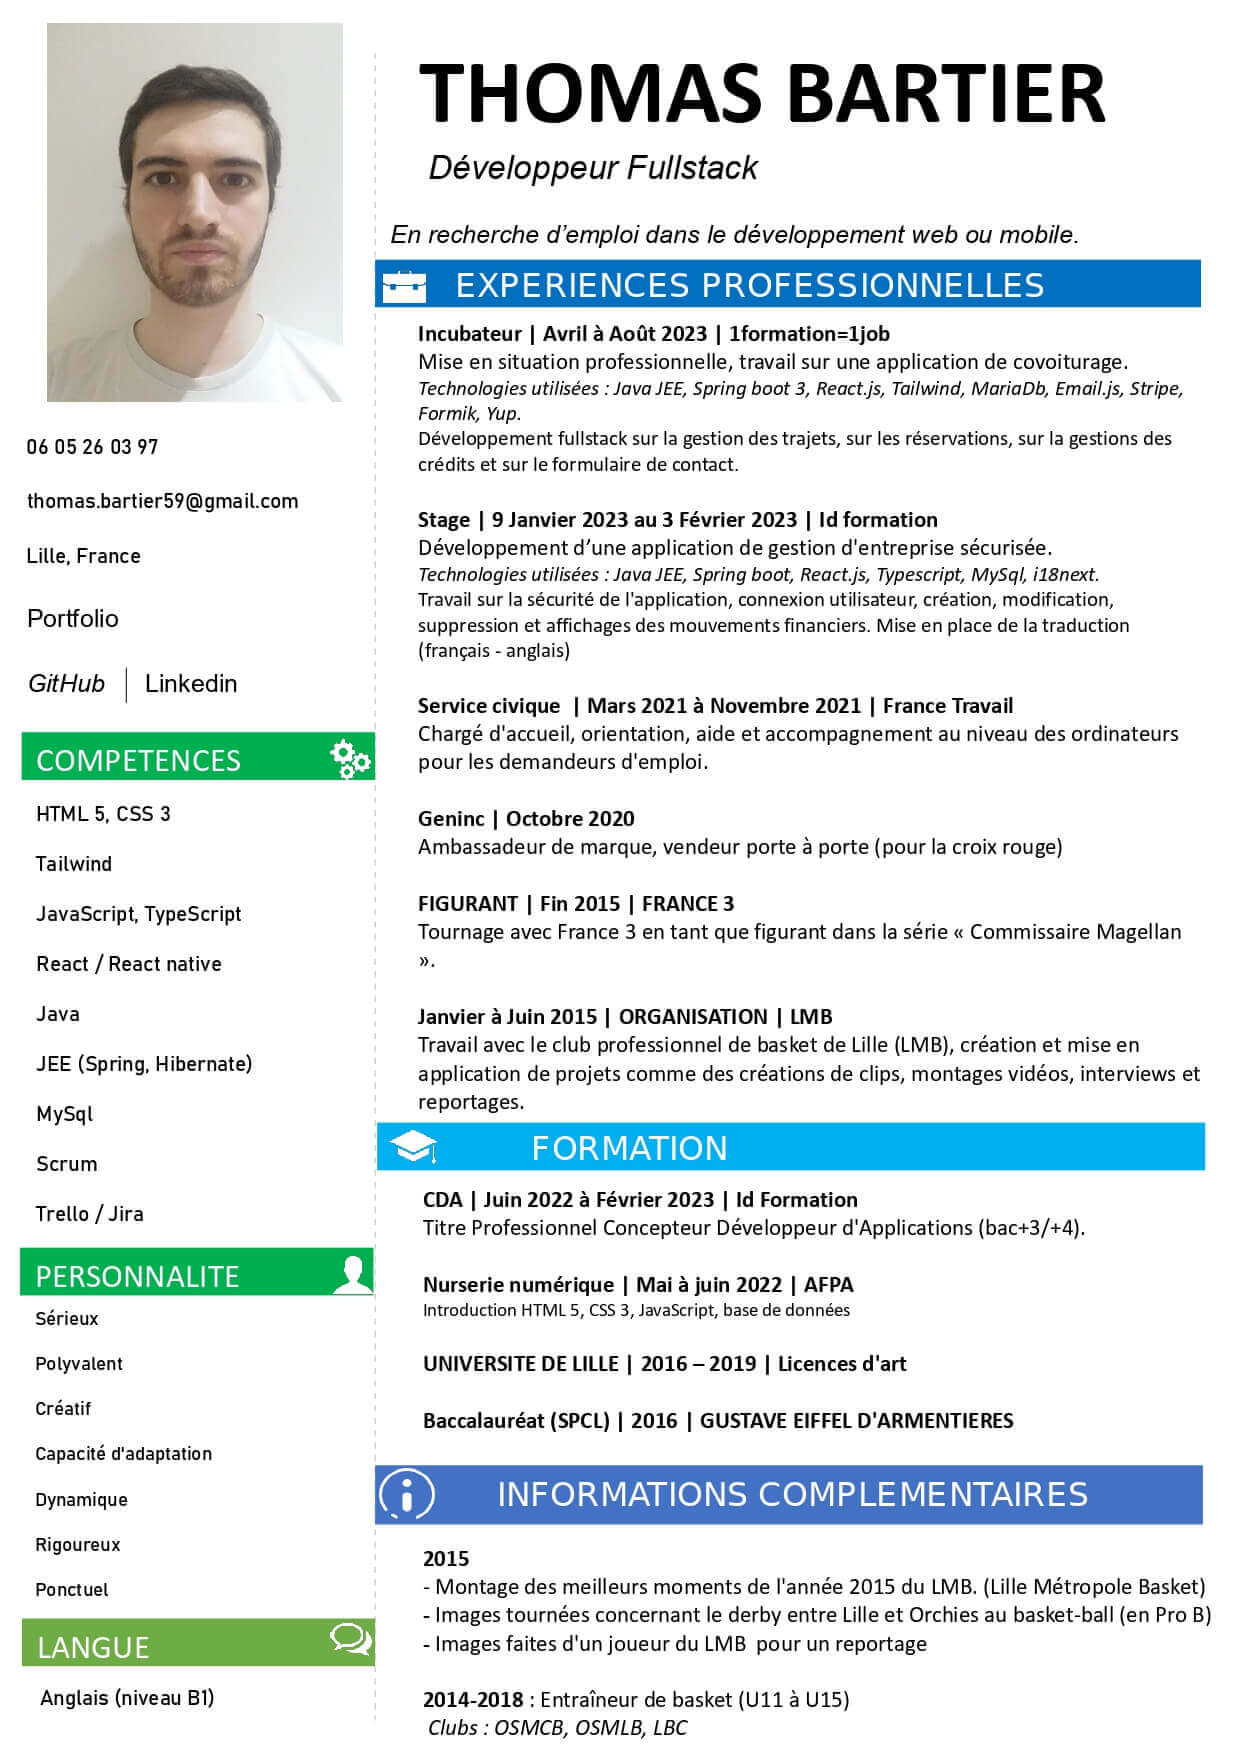 THOMAS BARTIER
Développeur Fullstack
En recherche d’emploi dans le développement web ou mobile.
06 05 26 03 97
thomas.bartier59@gmail.com
Lille, France
Portfolio
GitHub | Linkedin
COMPETENCES
HTML 5, CSS 3
Tailwind
JavaScript, TypeScript
React / React native
Java
JEE (Spring, Hibernate)
MySql
Scrum
Trello / Jira
PERSONNALITE
Sérieux
Polyvalent
Créatif
Capacité d'adaptation
Dynamique
Rigoureux
Ponctuel
LANGUE
Anglais (niveau B1)
EXPERIENCES PROFESSIONNELLES
Incubateur | Avril à Août 2023 | 1formation=1job
Mise en situation professionnelle, travail sur une application de covoiturage.
Technologies utilisées : Java JEE, Spring boot 3, React.js, Tailwind, MariaDb, Email.js, Stripe,
Formik, Yup.
Développement fullstack sur la gestion des trajets, sur les réservations, sur la gestions des
crédits et sur le formulaire de contact.
Stage | 9 Janvier 2023 au 3 Février 2023 | Id formation
Développement d’une application de gestion d'entreprise sécurisée.
Technologies utilisées : Java JEE, Spring boot, React.js, Typescript, MySql, i18next.
Travail sur la sécurité de l'application, connexion utilisateur, création, modification,
suppression et affichages des mouvements financiers. Mise en place de la traduction
(français - anglais)
Service civique | Mars 2021 à Novembre 2021 | France Travail
Chargé d'accueil, orientation, aide et accompagnement au niveau des ordinateurs
pour les demandeurs d'emploi.
Geninc | Octobre 2020
Ambassadeur de marque, vendeur porte à porte (pour la croix rouge)
FIGURANT | Fin 2015 | FRANCE 3
Tournage avec France 3 en tant que figurant dans la série « Commissaire Magellan
».
Janvier à Juin 2015 | ORGANISATION | LMB
Travail avec le club professionnel de basket de Lille (LMB), création et mise en
application de projets comme des créations de clips, montages vidéos, interviews et
reportages.
FORMATION
CDA | Juin 2022 à Février 2023 | Id Formation
Titre Professionnel Concepteur Développeur d'Applications (bac+3/+4).
Nurserie numérique | Mai à juin 2022 | AFPA
Introduction HTML 5, CSS 3, JavaScript, base de données
UNIVERSITE DE LILLE | 2016 – 2019 | Licences d'art
Baccalauréat (SPCL) | 2016 | GUSTAVE EIFFEL D'ARMENTIERES
INFORMATIONS COMPLEMENTAIRES
2015
- Montage des meilleurs moments de l'année 2015 du LMB. (Lille Métropole Basket)
- Images tournées concernant le derby entre Lille et Orchies au basket-ball (en Pro B)
- Images faites d'un joueur du LMB pour un reportage
2014-2018 : Entraîneur de basket (U11 à U15)
Clubs : OSMCB, OSMLB, LBC